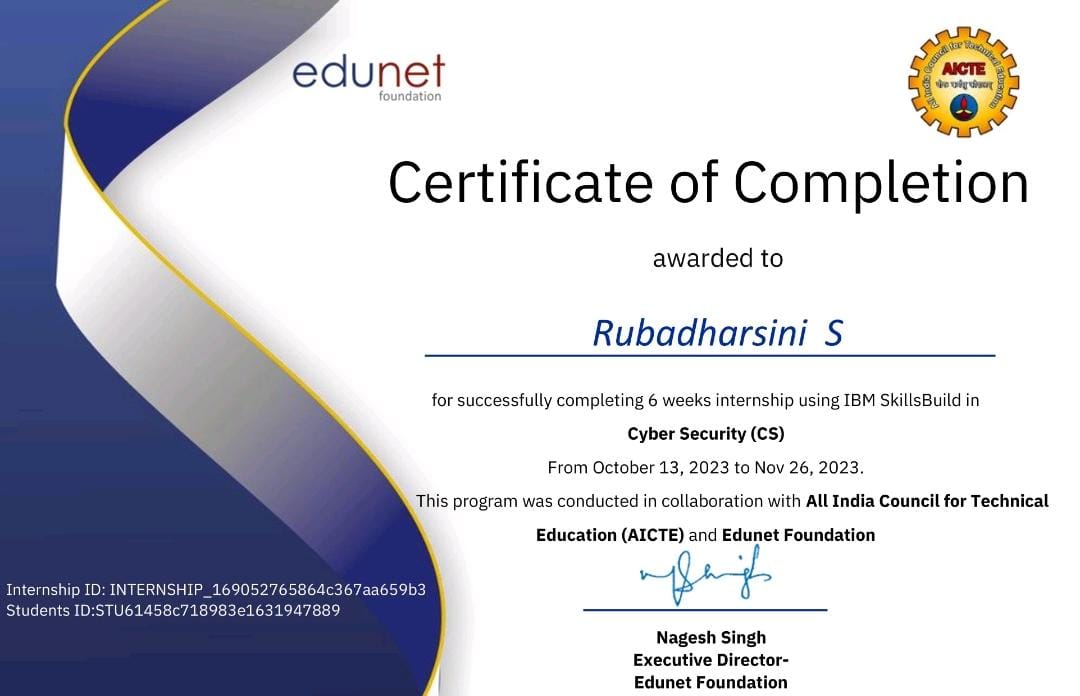 edunet
foundation
All India Council for Technical Education
AICTE
Certificate of Completion
awarded to
Rubadharsini S
for successfully completing 6 weeks internship using IBM SkillsBuild in
Cyber Security (CS)
From October 13, 2023 to Nov 26, 2023.
This program was conducted in collaboration with All India Council for Technical
Education (AICTE) and Edunet Foundation
Internship ID: INTERNSHIP_169052765864c367aa659b3
Students ID:STU61458c718983e1631947889
Nagesh Singh
Executive Director-
Edunet Foundation